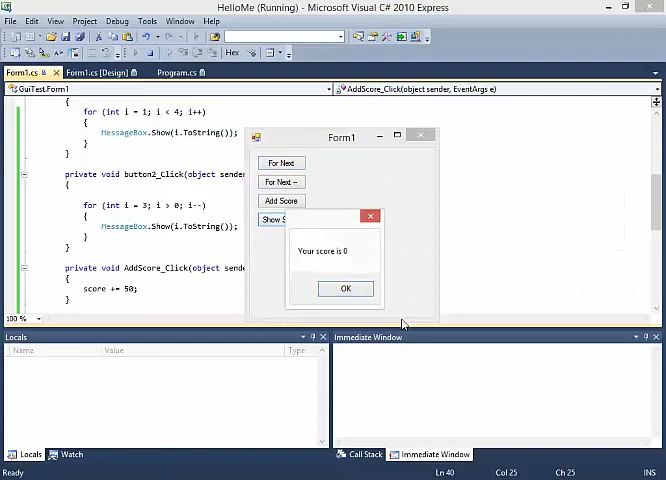 HelloMe (Running) - Microsoft Visual C# 2010 Express
File Edit View Project Debug Tools Window Help
Hex
Form1.cs Form1.cs [Design] Program.cs
GuiTest.Form1 AddScore_Click(object sender, EventArgs e)
{
for (int i = 1; i < 4; i++)
{
MessageBox.Show(i.ToString());
}
}
private void button2_Click(object sende
{
for (int i = 3; i > 0; i--)
{
MessageBox.Show(i.ToString());
}
}
private void AddScore_Click(object sende
{
score += 50;
}
Form1
For Next
For Next --
Add Score
Show S
Your score is 0
OK
100 %
Locals
Name Value Type
Immediate Window
Locals Watch
Call Stack Immediate Window
Ready Ln 40 Col 25 Ch 25 INS